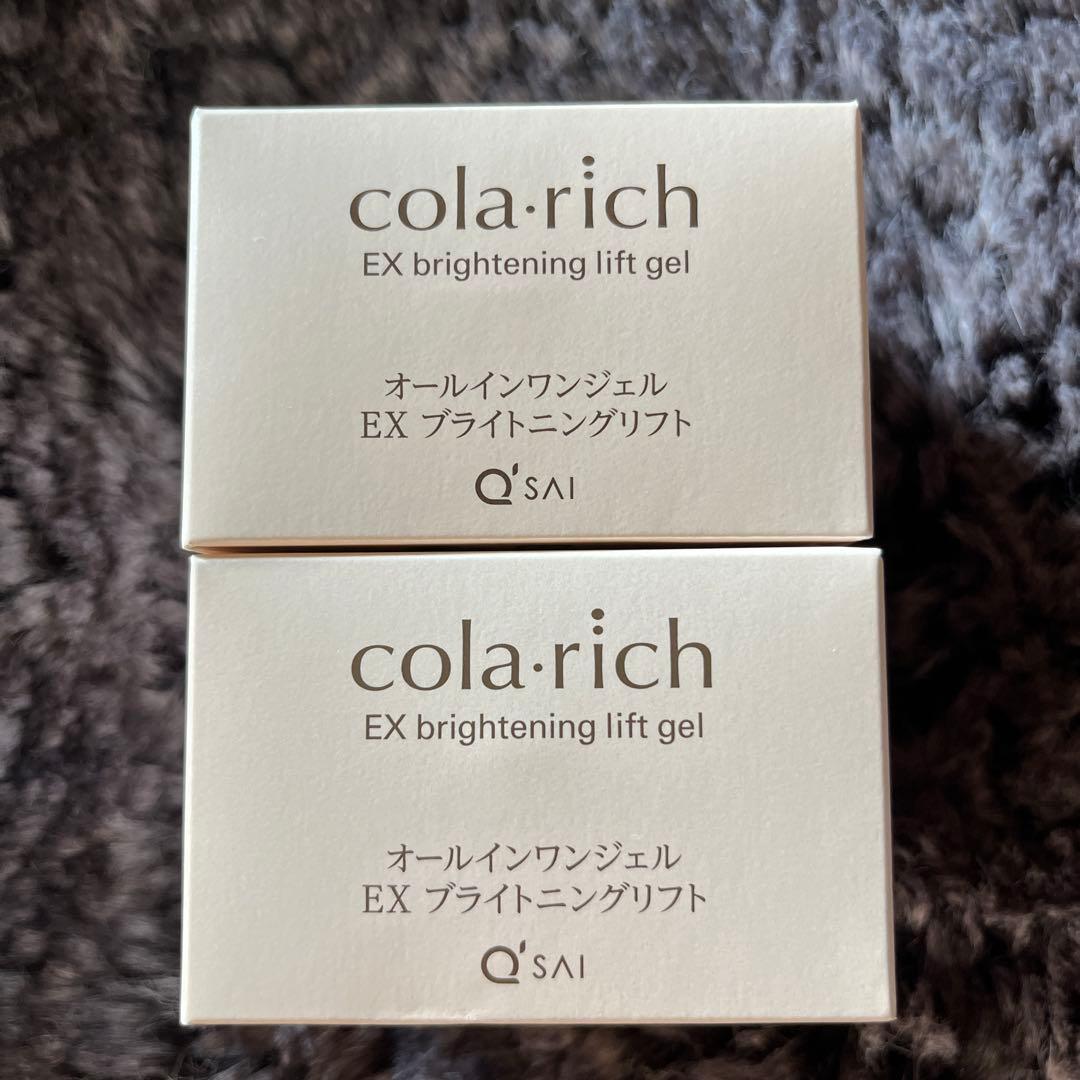 cola·rich
EX brightening lift gel
オールインワンジェル
EX ブライトニングリフト
Q'SAI
cola·rich
EX brightening lift gel
オールインワンジェル
EX ブライトニングリフト
Q'SAI